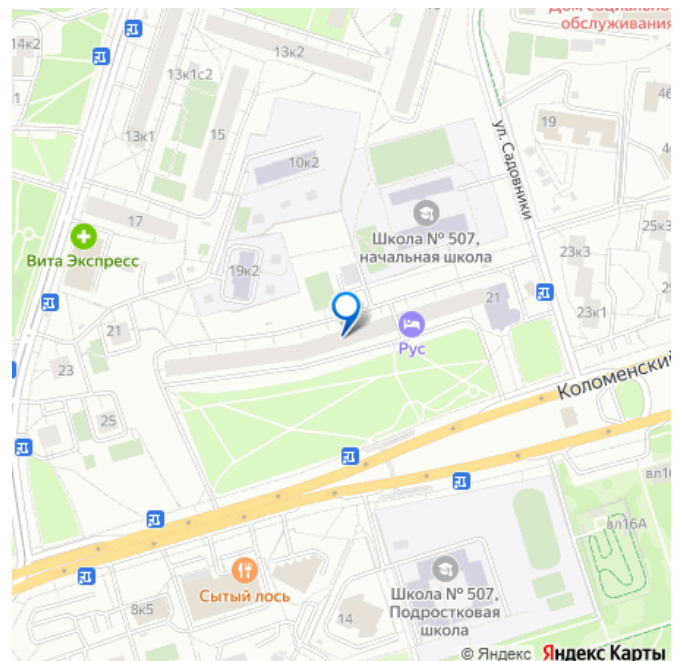 Дом социально
обслуживания
14к2
13к2
13к1с2
46
19
13к1
15
ул. Садовники
10к2
17
Вита Экспресс
Школа № 507,
начальная школа
25к3
23к3
19к2
21
23к1
21
Рус
23
Коломенский
25
вл16А
Сытый лось
Школа № 507,
Подростковая
школа
8к5
14
© Яндекс Яндекс Карты